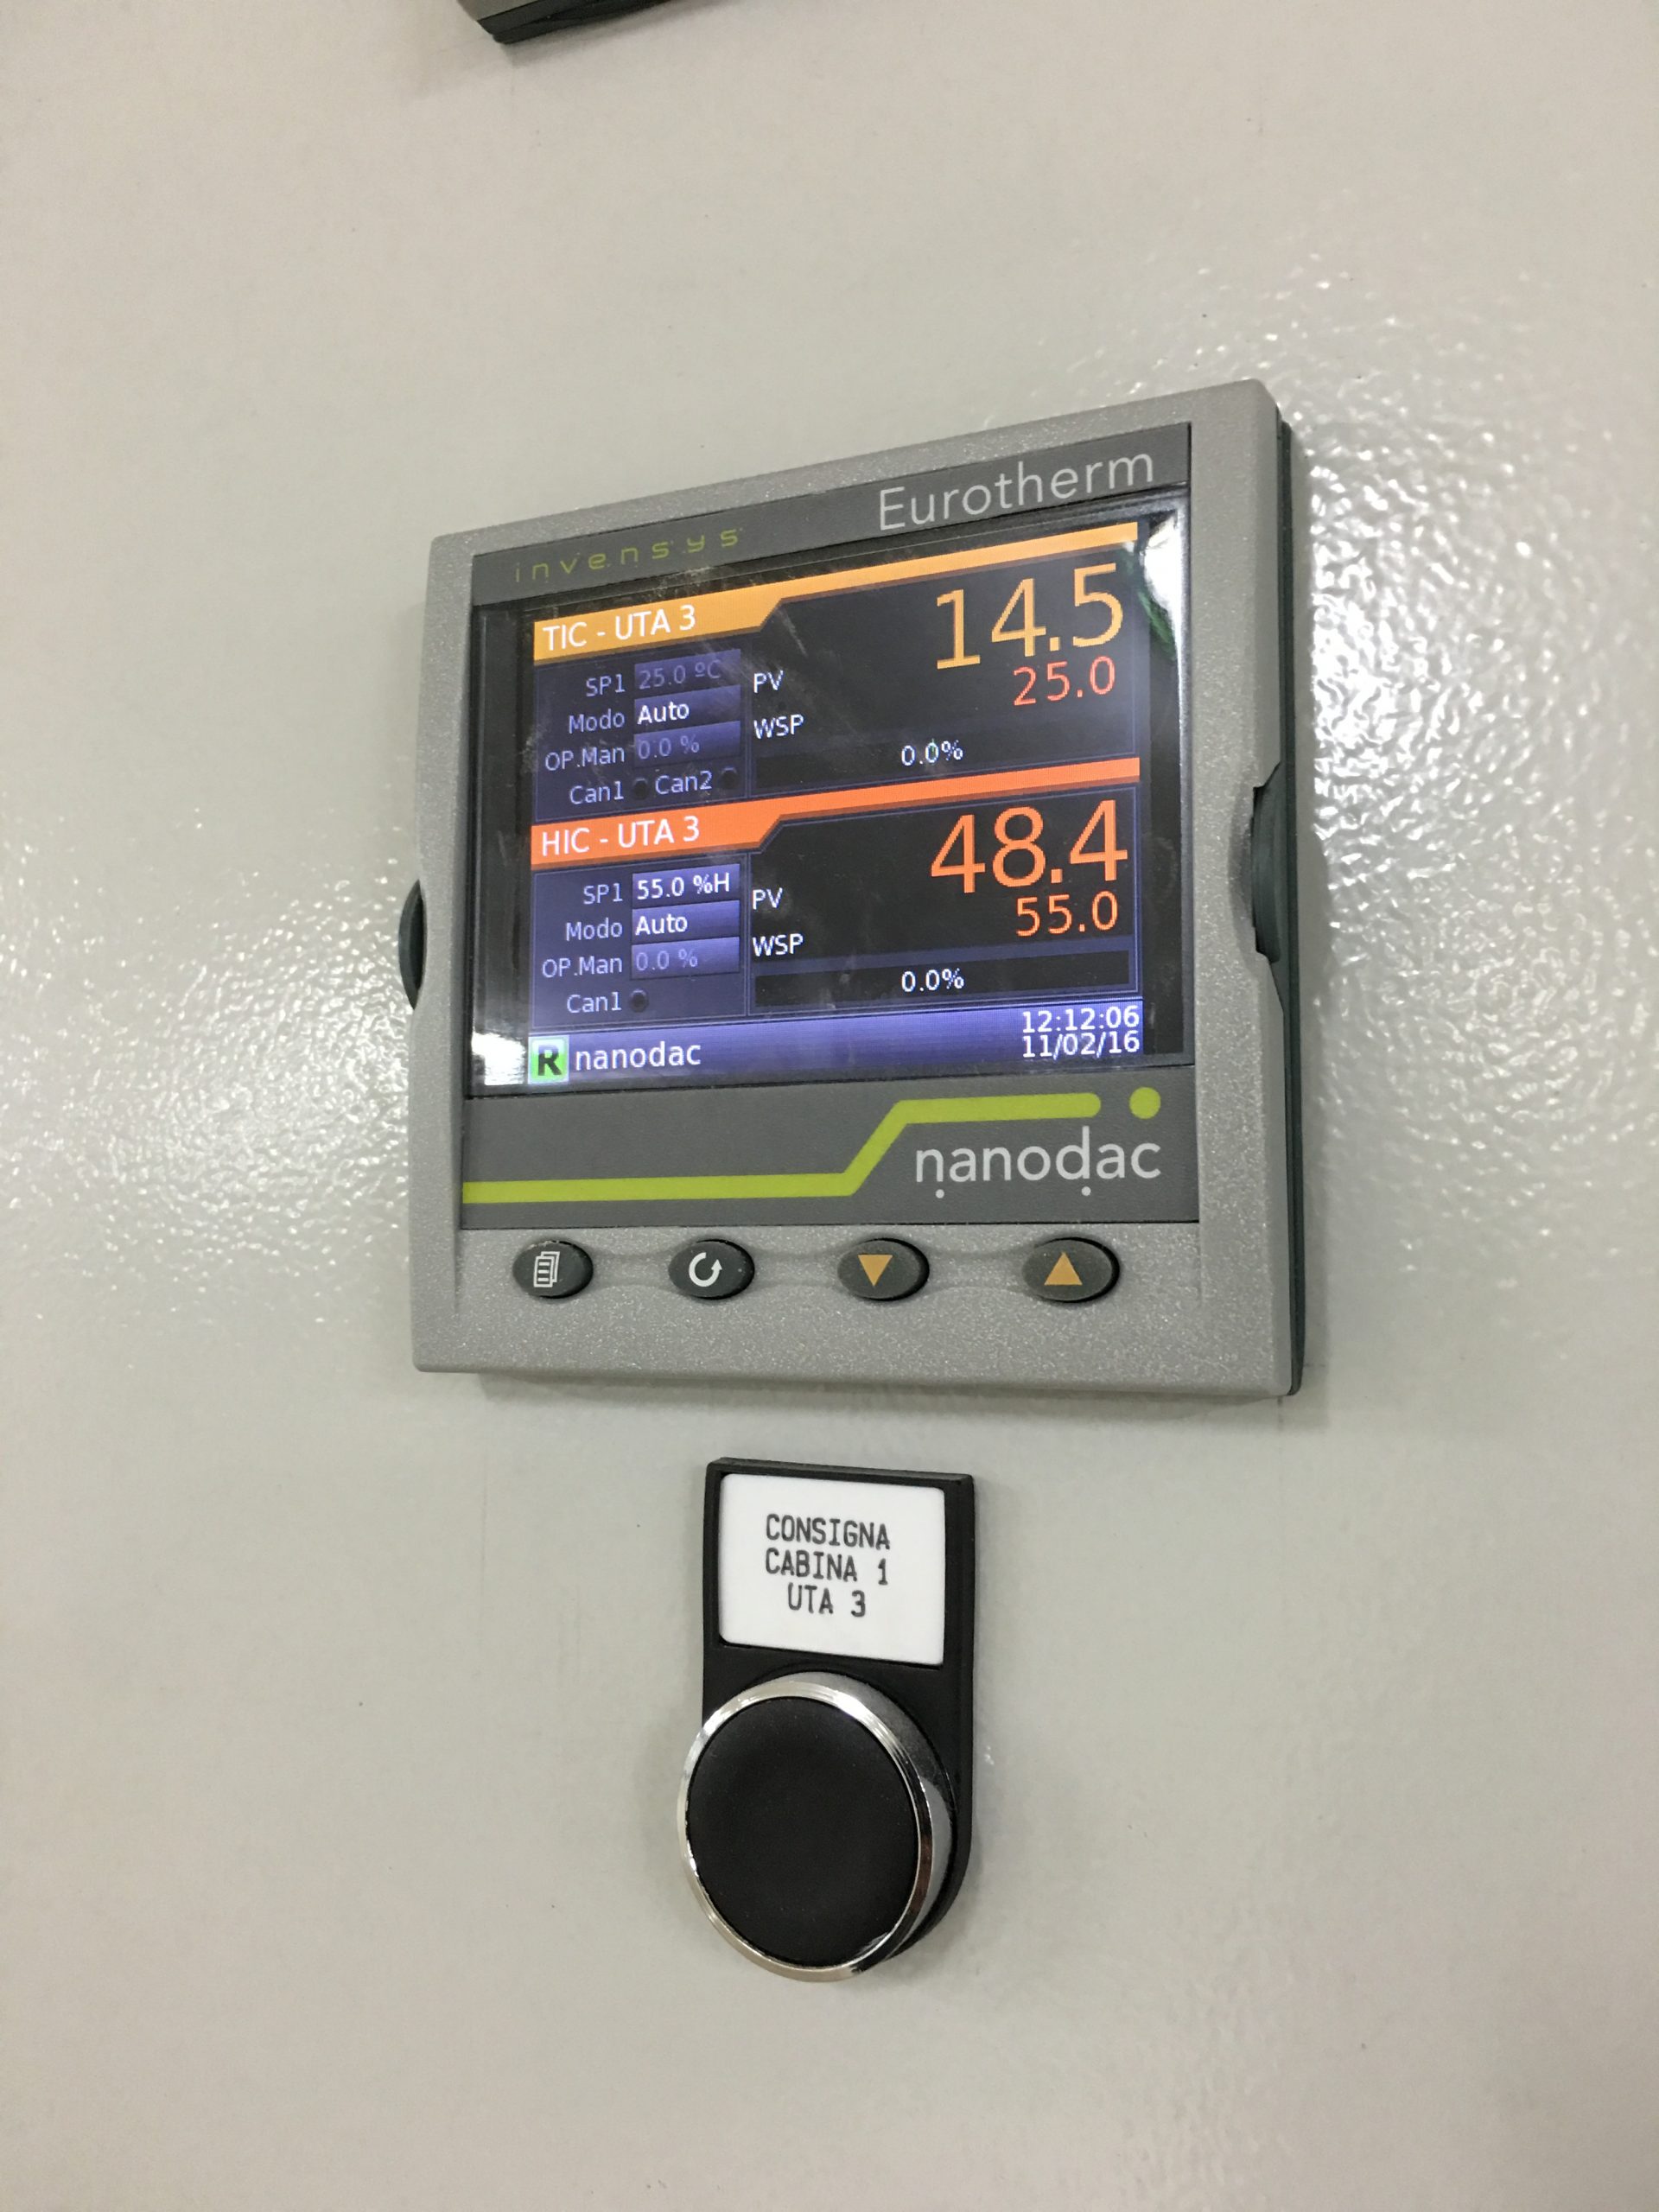 invensys
Eurotherm
TIC - UTA 3
14.5
25.0
SP1 25.0 ºC
PV
Modo Auto
WSP
OP.Man 0.0 %
0.0%
Can1 Can2
HIC - UTA 3
48.4
55.0
SP1 55.0 %H
PV
Modo Auto
WSP
OP.Man 0.0 %
0.0%
Can1
R nanodac
12:12:06
11/02/16
nanodac
CONSIGNA
CABINA 1
UTA 3